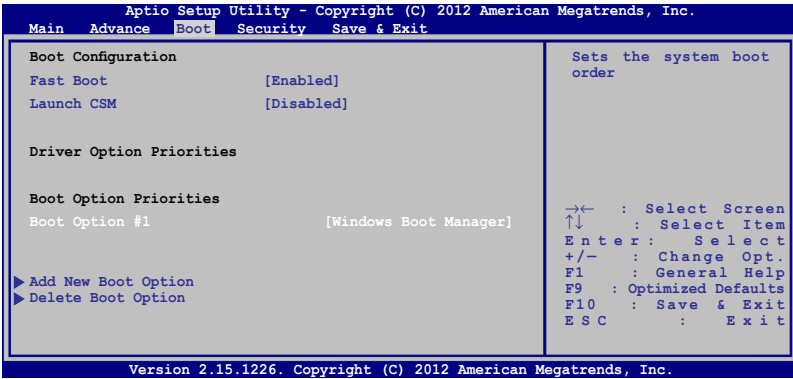 Aptio Setup Utility - Copyright (C) 2012 American Megatrends, Inc.
Main Advance Boot Security Save & Exit
Boot Configuration
Fast Boot [Enabled]
Launch CSM [Disabled]
Driver Option Priorities
Boot Option Priorities
Boot Option #1 [Windows Boot Manager]
Add New Boot Option
Delete Boot Option
Sets the system boot
order
→← : Select Screen
↑↓ : Select Item
Enter: Select
+/— : Change Opt.
F1 : General Help
F9 : Optimized Defaults
F10 : Save & Exit
ESC : Exit
Version 2.15.1226. Copyright (C) 2012 American Megatrends, Inc.